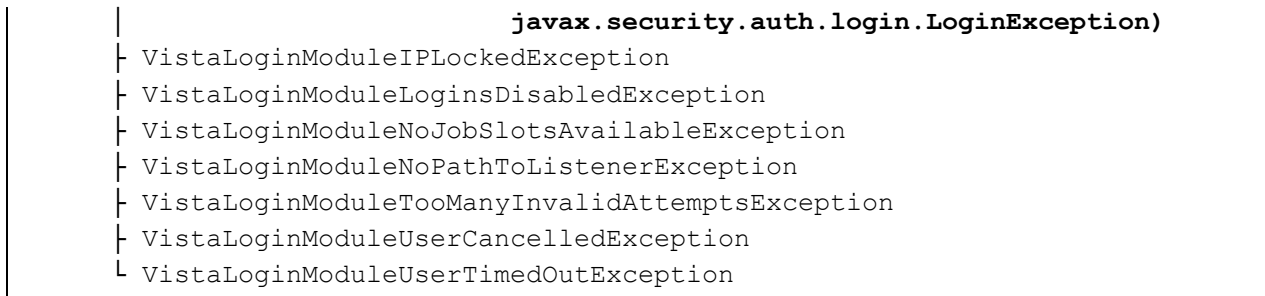 javax.security.auth.login.LoginException)
VistaLoginModuleIPLockedException
VistaLoginModuleLoginsDisabledException
VistaLoginModuleNoJobSlotsAvailableException
VistaLoginModuleNoPathToListenerException
VistaLoginModuleTooManyInvalidAttemptsException
VistaLoginModuleUserCancelledException
VistaLoginModuleUserTimedOutException